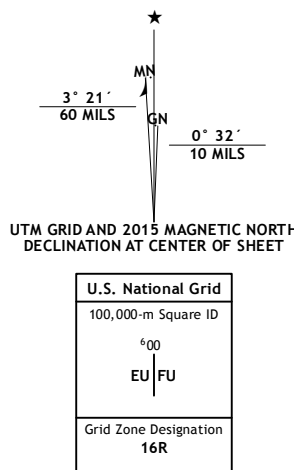 MN
3° 21´
60 MILS
GN
0° 32´
10 MILS
UTM GRID AND 2015 MAGNETIC NORTH
DECLINATION AT CENTER OF SHEET
U.S. National Grid
100,000-m Square ID
⁶00
EU FU
Grid Zone Designation
16R